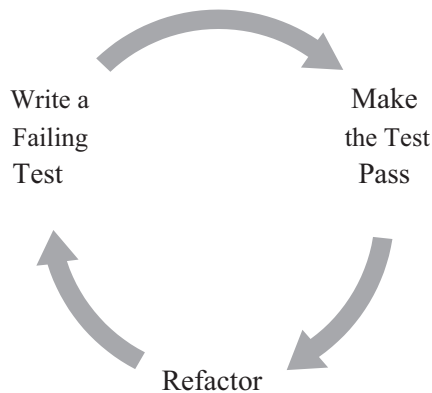 Write a
Failing
Test
Make
the Test
Pass
Refactor